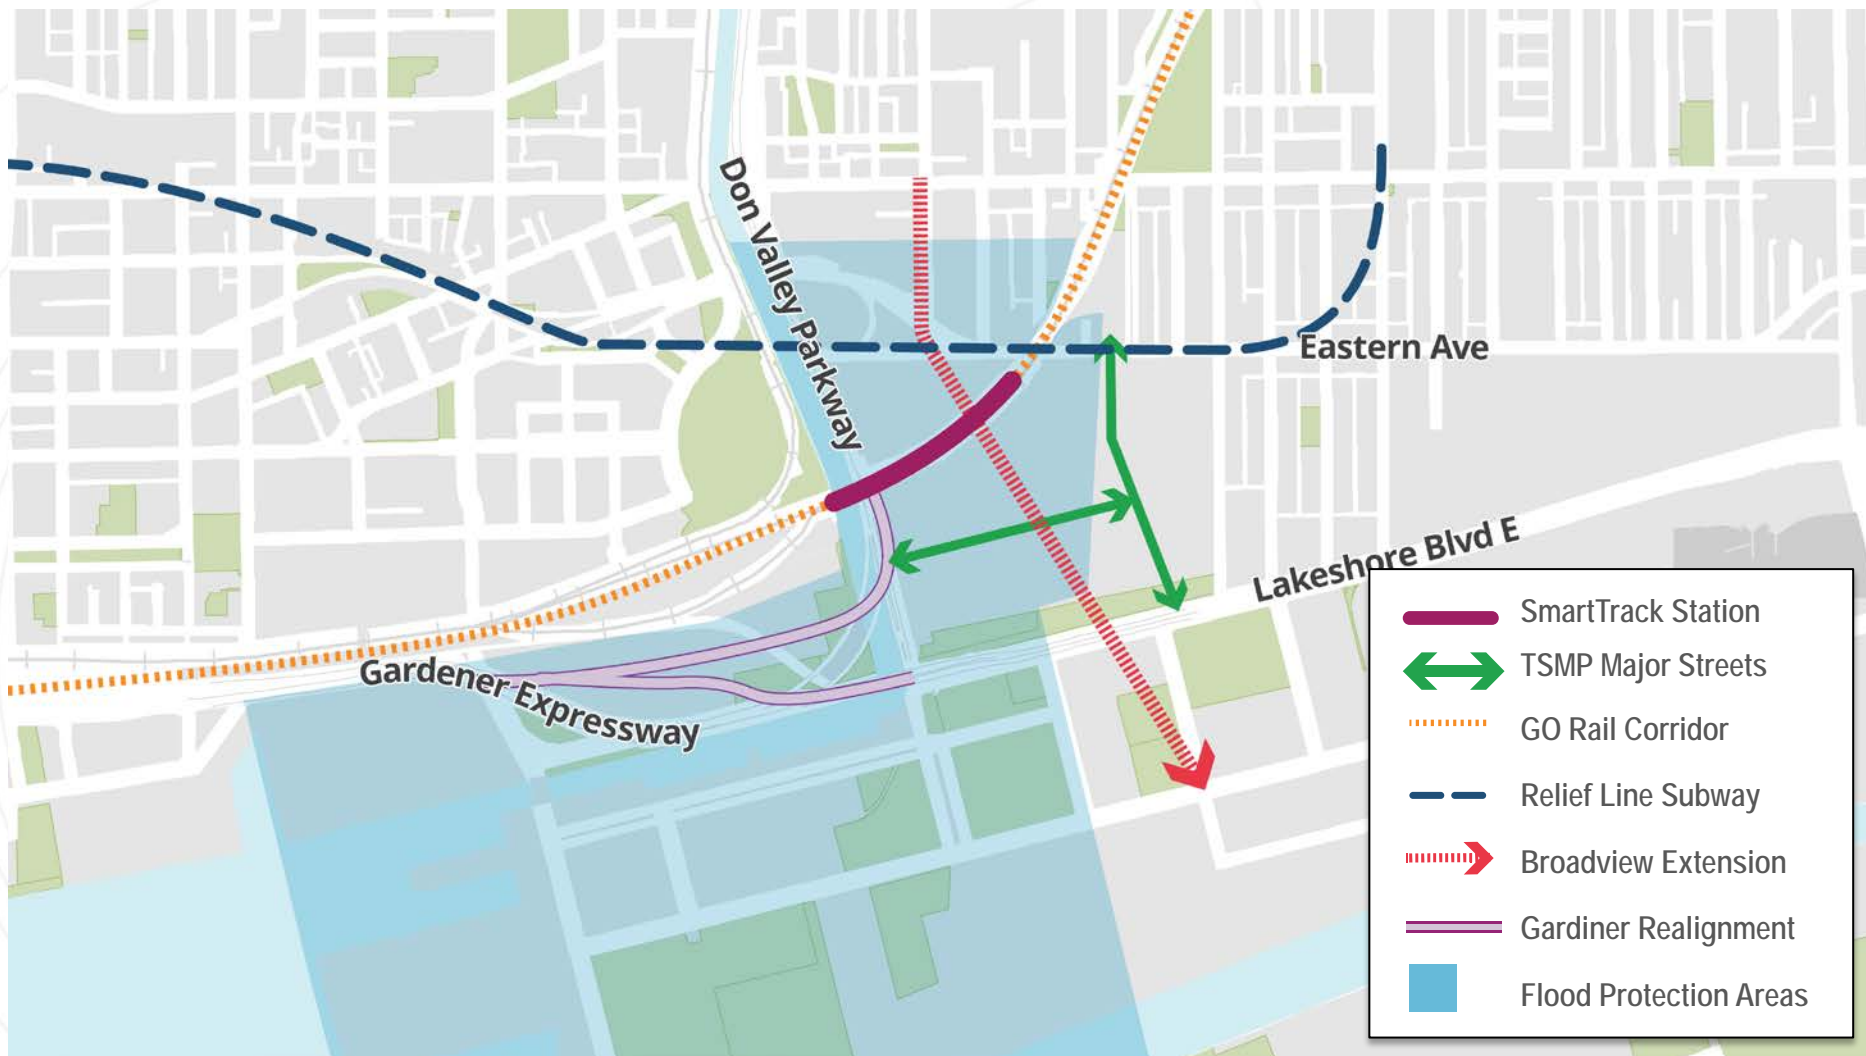 Don Valley Parkway
Eastern Ave
Lakeshore Blvd E
Gardener Expressway
SmartTrack Station
TSMP Major Streets
GO Rail Corridor
Relief Line Subway
Broadview Extension
Gardiner Realignment
Flood Protection Areas